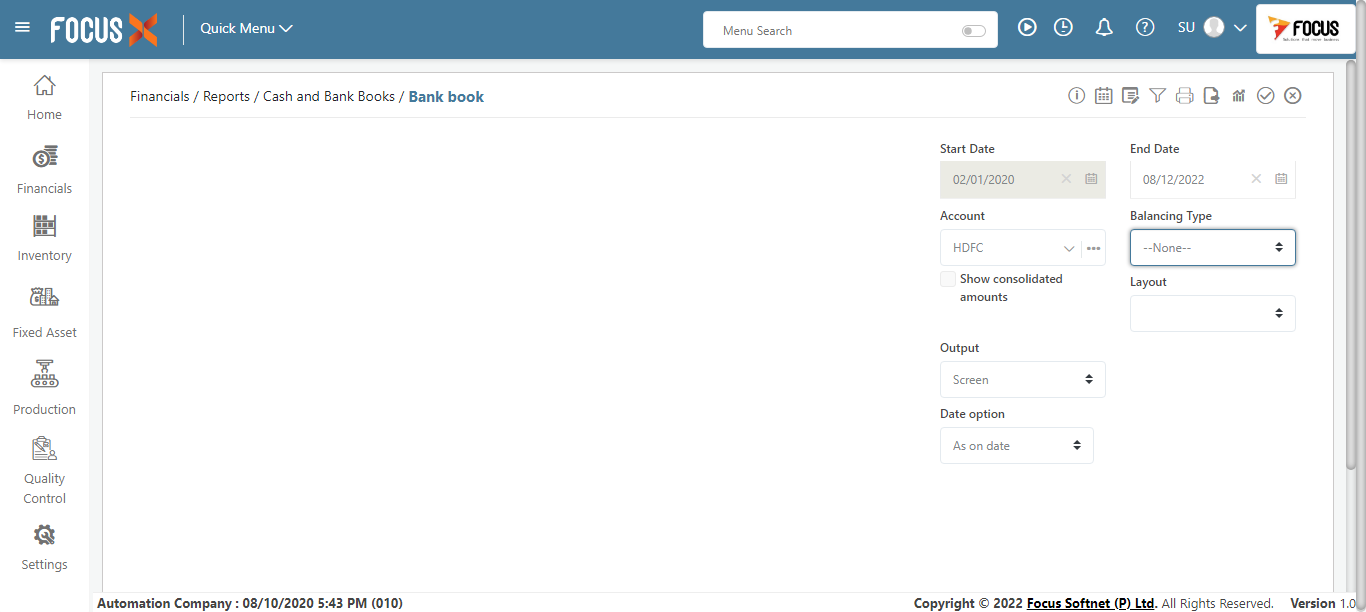 FOCUS X
Quick Menu
Menu Search
SU
FOCUS
Home
Financials
Inventory
Fixed Asset
Production
Quality
Control
Settings
Financials / Reports / Cash and Bank Books / Bank book
Start Date
End Date
02/01/2020
08/12/2022
Account
Balancing Type
HDFC
--None--
Show consolidated
amounts
Layout
Output
Screen
Date option
As on date
Automation Company : 08/10/2020 5:43 PM (010)
Copyright © 2022 Focus Softnet (P) Ltd. All Rights Reserved.
Version 1.0